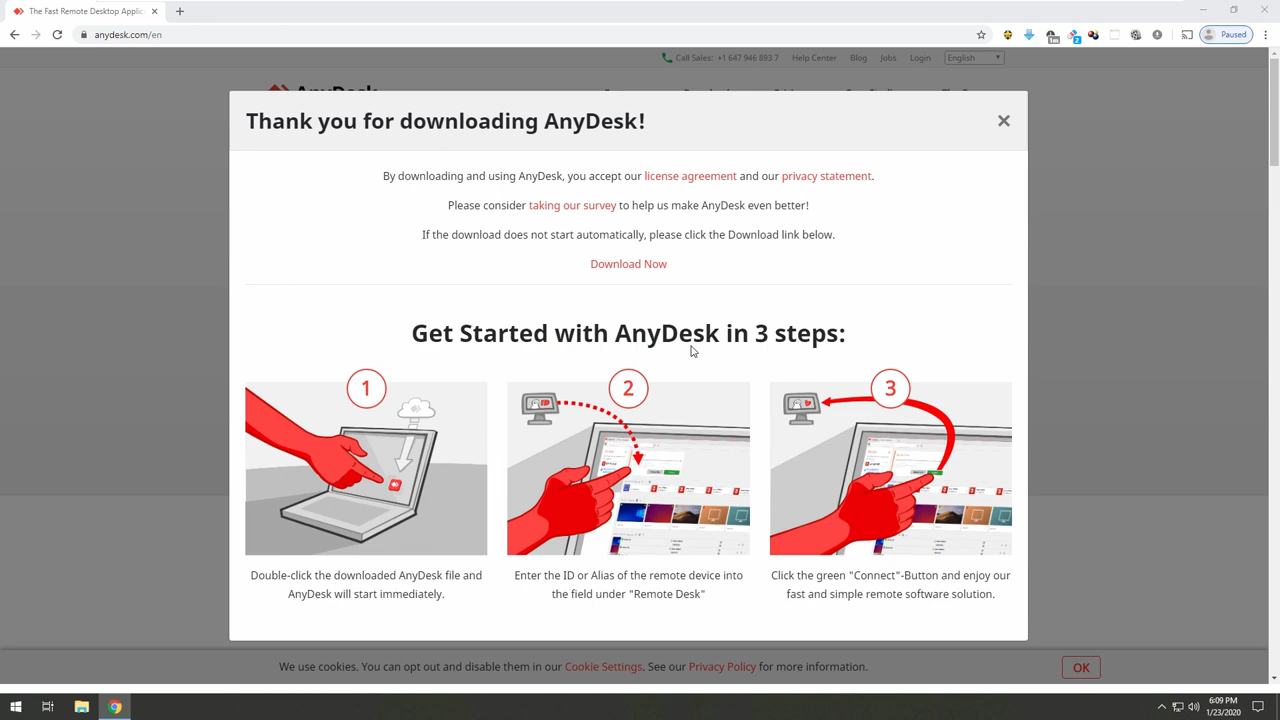 The Fast Remote Desktop Applic
anydesk.com/en
1m
2
Paused
Call Sales: +1 647 946 893 7
Help Center
Blog
Jobs
Login
English
AnyDesk
Thank you for downloading AnyDesk!
By downloading and using AnyDesk, you accept our license agreement and our privacy statement.
Please consider taking our survey to help us make AnyDesk even better!
If the download does not start automatically, please click the Download link below.
Download Now
Get Started with AnyDesk in 3 steps:
1
2
3
ID
Double-click the downloaded AnyDesk file and
AnyDesk will start immediately.
Enter the ID or Alias of the remote device into
the field under "Remote Desk"
Click the green "Connect"-Button and enjoy our
fast and simple remote software solution.
We use cookies. You can opt out and disable them in our Cookie Settings. See our Privacy Policy for more information.
OK
6:09 PM
1/23/2020